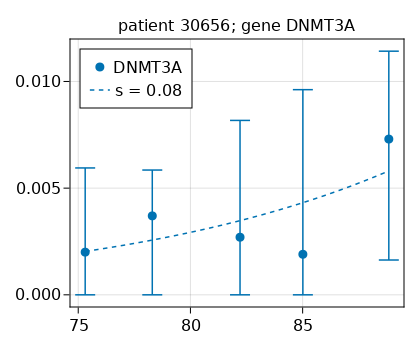 patient 30656; gene DNMT3A
DNMT3A
s = 0.08
0.010
0.005
0.000
75
80
85